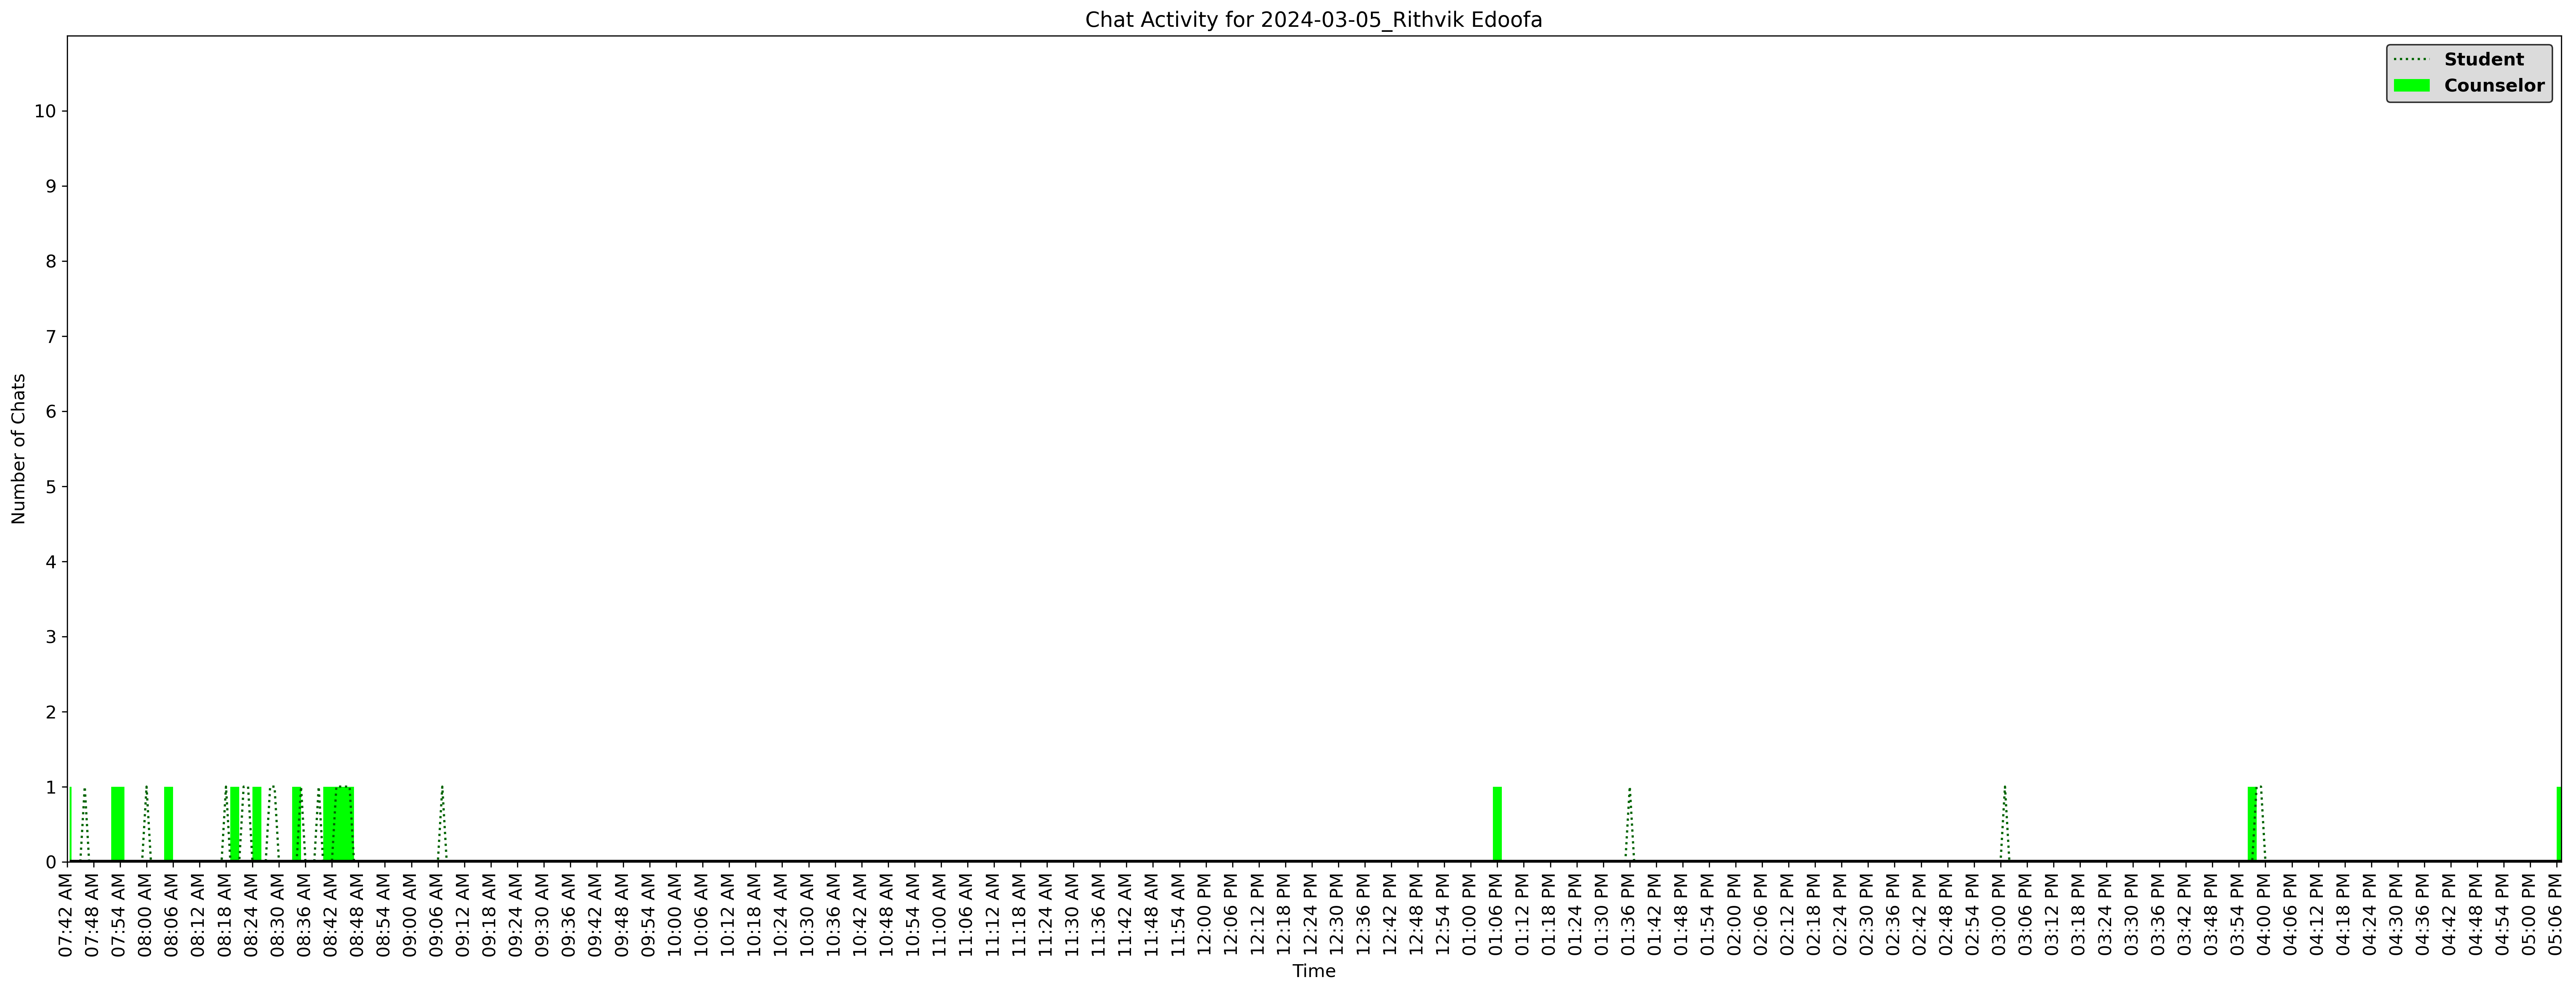 Chat Activity for 2024-03-05_Rithvik Edoofa
Student
Counselor
Number of Chats
10
9
8
7
6
5
4
3
2
1
0
07:42 AM
07:48 AM
07:54 AM
08:00 AM
08:06 AM
08:12 AM
08:18 AM
08:24 AM
08:30 AM
08:36 AM
08:42 AM
08:48 AM
08:54 AM
09:00 AM
09:06 AM
09:12 AM
09:18 AM
09:24 AM
09:30 AM
09:36 AM
09:42 AM
09:48 AM
09:54 AM
10:00 AM
10:06 AM
10:12 AM
10:18 AM
10:24 AM
10:30 AM
10:36 AM
10:42 AM
10:48 AM
10:54 AM
11:00 AM
11:06 AM
11:12 AM
11:18 AM
11:24 AM
11:30 AM
11:36 AM
11:42 AM
11:48 AM
11:54 AM
12:00 PM
12:06 PM
12:12 PM
12:18 PM
12:24 PM
12:30 PM
12:36 PM
12:42 PM
12:48 PM
12:54 PM
01:00 PM
01:06 PM
01:12 PM
01:18 PM
01:24 PM
01:30 PM
01:36 PM
01:42 PM
01:48 PM
01:54 PM
02:00 PM
02:06 PM
02:12 PM
02:18 PM
02:24 PM
02:30 PM
02:36 PM
02:42 PM
02:48 PM
02:54 PM
03:00 PM
03:06 PM
03:12 PM
03:18 PM
03:24 PM
03:30 PM
03:36 PM
03:42 PM
03:48 PM
03:54 PM
04:00 PM
04:06 PM
04:12 PM
04:18 PM
04:24 PM
04:30 PM
04:36 PM
04:42 PM
04:48 PM
04:54 PM
05:00 PM
05:06 PM
Time